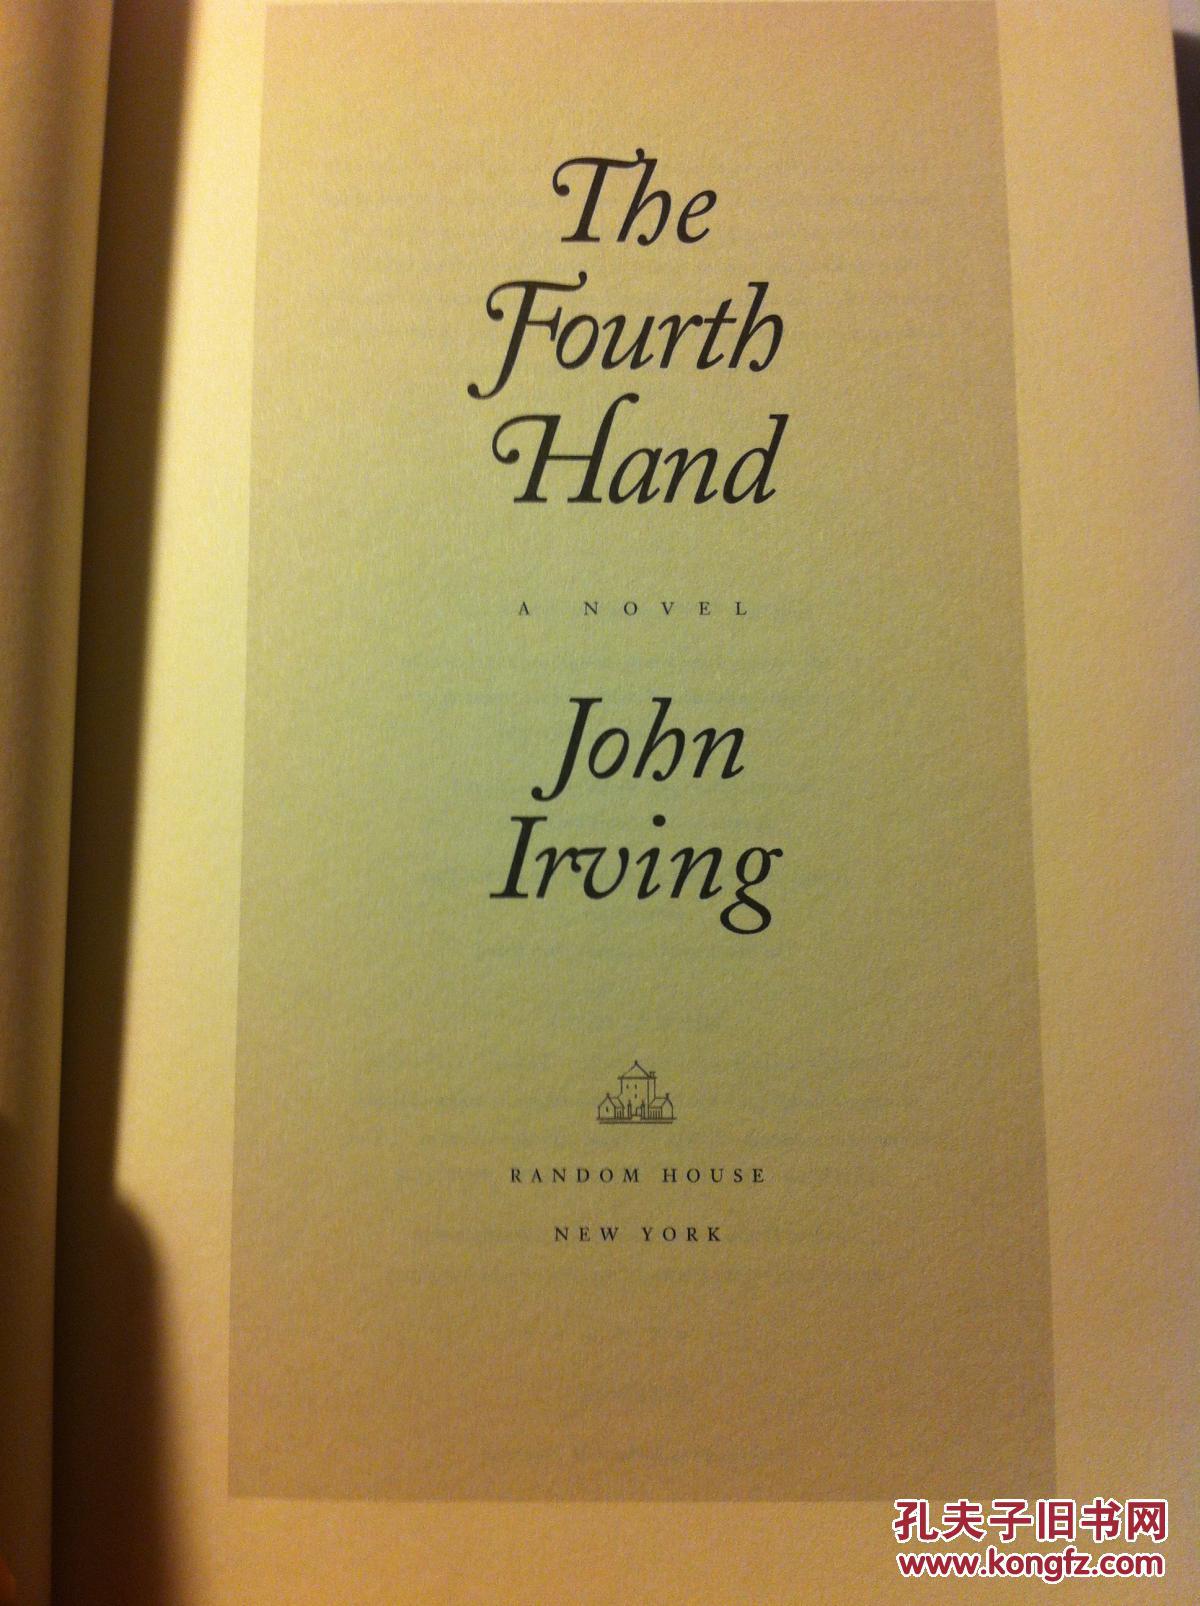 The
Fourth
Hand
A NOVEL
John
Irving
RANDOM HOUSE
NEW YORK
孔夫子旧书网
www.kongfz.com